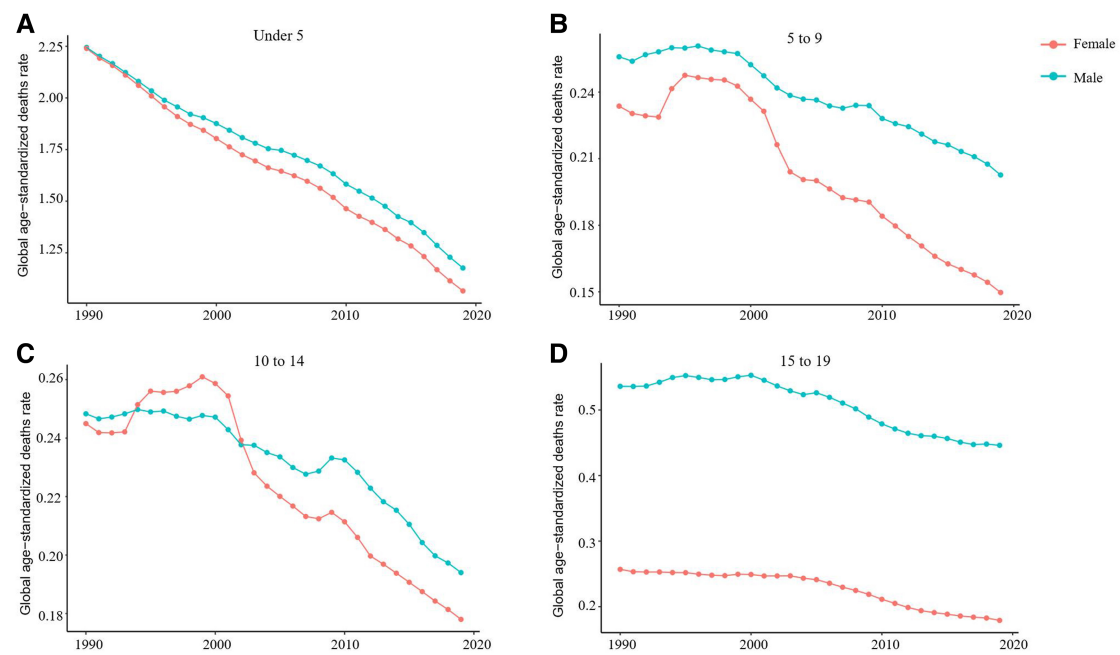 A
Under 5
Global age-standardized deaths rate
2.25
2.00
1.75
1.50
1.25
1990
2000
2010
2020
B
5 to 9
Global age-standardized deaths rate
0.24
0.21
0.18
0.15
1990
2000
2010
2020
Female
Male
C
10 to 14
Global age-standardized deaths rate
0.26
0.24
0.22
0.20
0.18
1990
2000
2010
2020
D
15 to 19
Global age-standardized deaths rate
0.5
0.4
0.3
0.2
1990
2000
2010
2020